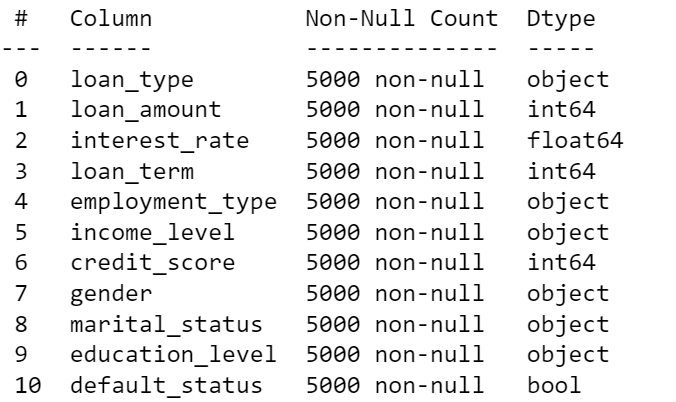 #   Column            Non-Null Count  Dtype
---  ------            --------------  -----
0   loan_type         5000 non-null   object
1   loan_amount       5000 non-null   int64
2   interest_rate     5000 non-null   float64
3   loan_term         5000 non-null   int64
4   employment_type   5000 non-null   object
5   income_level      5000 non-null   object
6   credit_score      5000 non-null   int64
7   gender            5000 non-null   object
8   marital_status    5000 non-null   object
9   education_level   5000 non-null   object
10  default_status    5000 non-null   bool